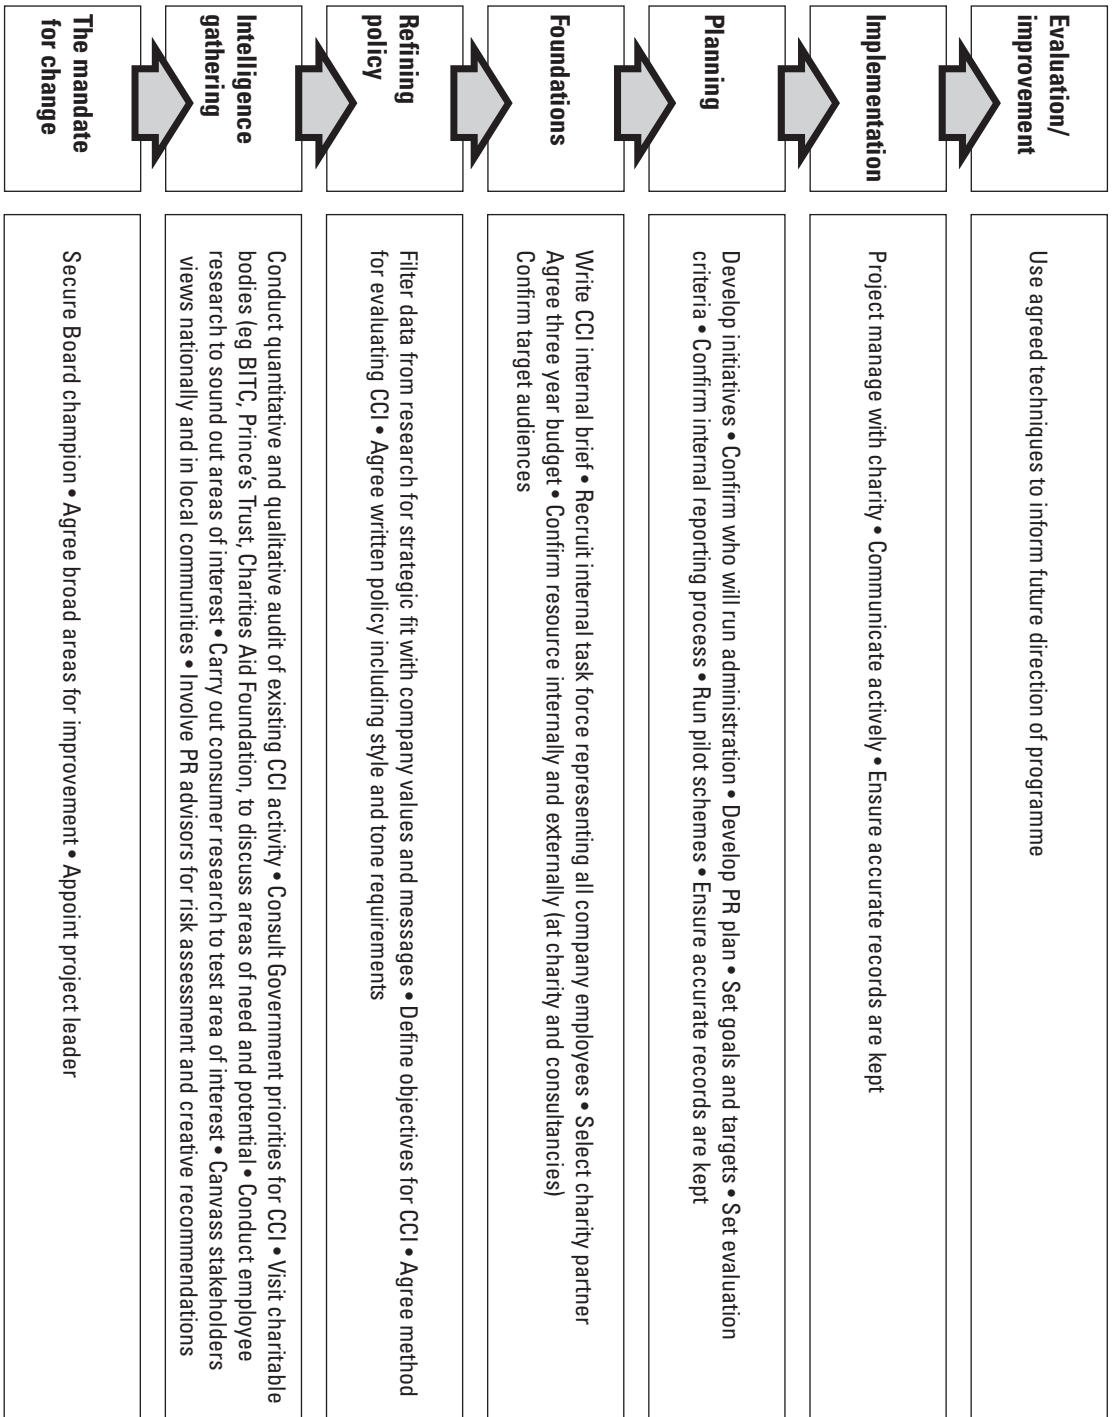 Evaluation/
improvement
Use agreed techniques to inform future direction of programme
Implementation
Project manage with charity • Communicate actively • Ensure accurate records are kept
Planning
Develop initiatives • Confirm who will run administration • Develop PR plan • Set goals and targets • Set evaluation
criteria • Confirm internal reporting process • Run pilot schemes • Ensure accurate records are kept
Foundations
Write CCI internal brief • Recruit internal task force representing all company employees • Select charity partner
Agree three year budget • Confirm resource internally and externally (at charity and consultancies)
Confirm target audiences
Refining
policy
Filter data from research for strategic fit with company values and messages • Define objectives for CCI • Agree method
for evaluating CCI • Agree written policy including style and tone requirements
Intelligence
gathering
Conduct quantitative and qualitative audit of existing CCI activity • Consult Government priorities for CCI • Visit charitable
bodies (eg BITC, Prince's Trust, Charities Aid Foundation, to discuss areas of need and potential • Conduct employee
research to sound out areas of interest • Carry out consumer research to test area of interest • Canvass stakeholders
views nationally and in local communities • Involve PR advisors for risk assessment and creative recommendations
The mandate
for change
Secure Board champion • Agree broad areas for improvement • Appoint project leader